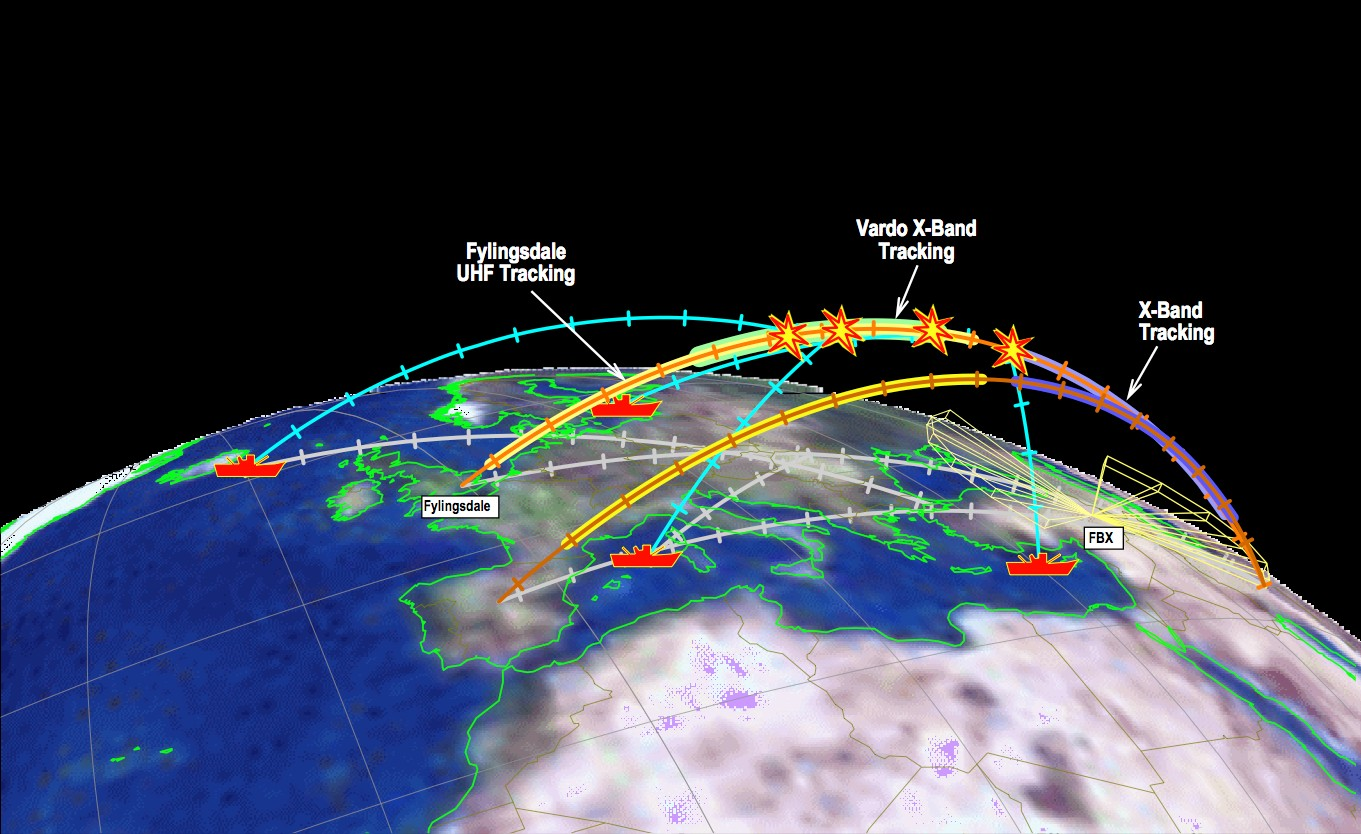 Vardo X-Band
Tracking
Fylingsdale
UHF Tracking
X-Band
Tracking
Fylingsdale
FBX